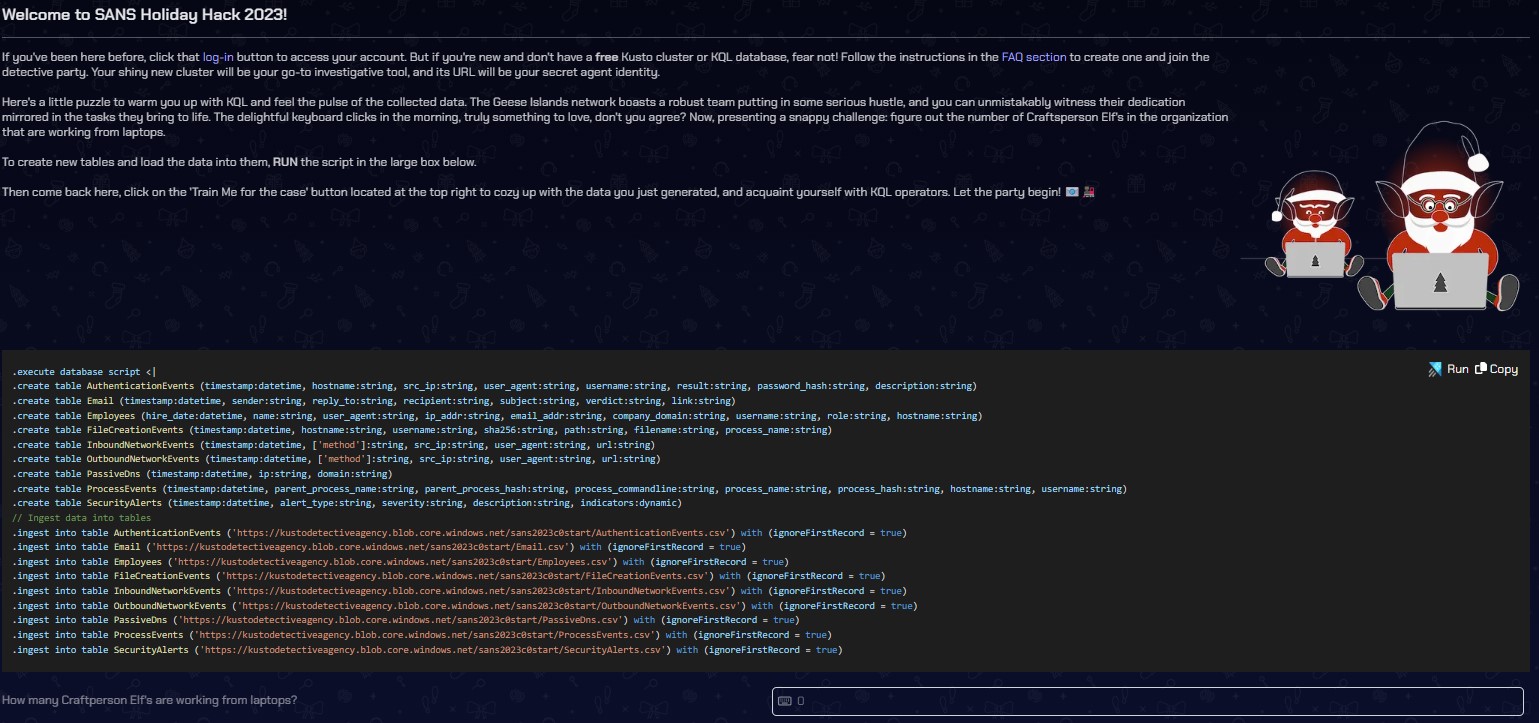 Welcome to SANS Holiday Hack 2023!
If you've been here before, click that log-in button to access your account. But if you're new and don't have a free Kusto cluster or KQL database, fear not! Follow the instructions in the FAQ section to create one and join the
detective party. Your shiny new cluster will be your go-to investigative tool, and its URL will be your secret agent identity.
Here's a little puzzle to warm you up with KQL and feel the pulse of the collected data. The Geese Islands network boasts a robust team putting in some serious hustle, and you can unmistakably witness their dedication
mirrored in the tasks they bring to life. The delightful keyboard clicks in the morning, truly something to love, don't you agree? Now, presenting a snappy challenge: figure out the number of Craftsperson Elf's in the organization
that are working from laptops.
To create new tables and load the data into them, RUN the script in the large box below.
Then come back here, click on the 'Train Me for the case' button located at the top right to cozy up with the data you just generated, and acquaint yourself with KQL operators. Let the party begin!
Run Copy
.execute database script <|
.create table AuthenticationEvents (timestamp:datetime, hostname:string, src_ip:string, user_agent:string, username:string, result:string, password_hash:string, description:string)
.create table Email (timestamp:datetime, sender:string, reply_to:string, recipient:string, subject:string, verdict:string, link:string)
.create table Employees (hire_date:datetime, name:string, user_agent:string, ip_addr:string, email_addr:string, company_domain:string, username:string, role:string, hostname:string)
.create table FileCreationEvents (timestamp:datetime, hostname:string, username:string, sha256:string, path:string, filename:string, process_name:string)
.create table InboundNetworkEvents (timestamp:datetime, ['method']:string, src_ip:string, user_agent:string, url:string)
.create table OutboundNetworkEvents (timestamp:datetime, ['method']:string, src_ip:string, user_agent:string, url:string)
.create table PassiveDns (timestamp:datetime, ip:string, domain:string)
.create table ProcessEvents (timestamp:datetime, parent_process_name:string, parent_process_hash:string, process_commandline:string, process_name:string, process_hash:string, hostname:string, username:string)
.create table SecurityAlerts (timestamp:datetime, alert_type:string, severity:string, description:string, indicators:dynamic)
// Ingest data into tables
.ingest into table AuthenticationEvents ('https://kustodetectiveagency.blob.core.windows.net/sans2023c0start/AuthenticationEvents.csv') with (ignoreFirstRecord = true)
.ingest into table Email ('https://kustodetectiveagency.blob.core.windows.net/sans2023c0start/Email.csv') with (ignoreFirstRecord = true)
.ingest into table Employees ('https://kustodetectiveagency.blob.core.windows.net/sans2023c0start/Employees.csv') with (ignoreFirstRecord = true)
.ingest into table FileCreationEvents ('https://kustodetectiveagency.blob.core.windows.net/sans2023c0start/FileCreationEvents.csv') with (ignoreFirstRecord = true)
.ingest into table InboundNetworkEvents ('https://kustodetectiveagency.blob.core.windows.net/sans2023c0start/InboundNetworkEvents.csv') with (ignoreFirstRecord = true)
.ingest into table OutboundNetworkEvents ('https://kustodetectiveagency.blob.core.windows.net/sans2023c0start/OutboundNetworkEvents.csv') with (ignoreFirstRecord = true)
.ingest into table PassiveDns ('https://kustodetectiveagency.blob.core.windows.net/sans2023c0start/PassiveDns.csv') with (ignoreFirstRecord = true)
.ingest into table ProcessEvents ('https://kustodetectiveagency.blob.core.windows.net/sans2023c0start/ProcessEvents.csv') with (ignoreFirstRecord = true)
.ingest into table SecurityAlerts ('https://kustodetectiveagency.blob.core.windows.net/sans2023c0start/SecurityAlerts.csv') with (ignoreFirstRecord = true)
How many Craftperson Elf's are working from laptops? 0